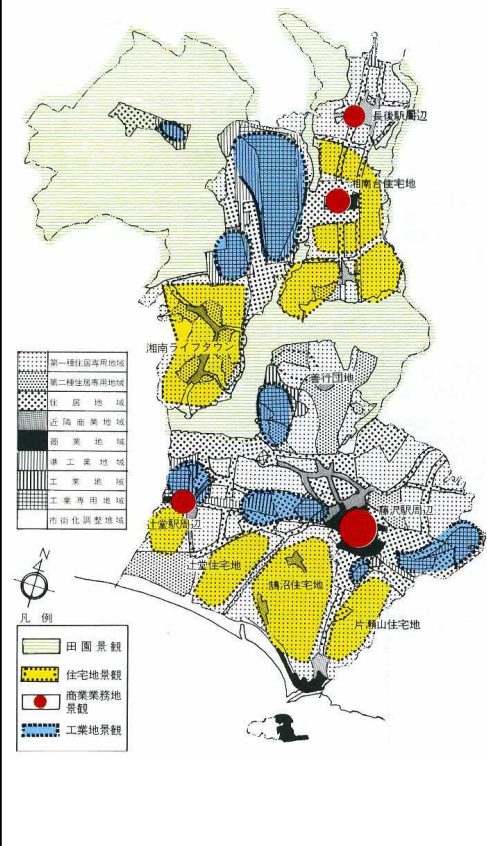 長後駅周辺
湘南台住宅地
湘南ライフタウン
善行団地
第一種住居専用地域
第二種住居専用地域
住居地域
近隣商業地域
商業地域
準工業地域
工業地域
工業専用地域
市街化調整地域
藤沢駅周辺
辻堂駅周辺
辻堂住宅地
鵠沼住宅地
片瀬山住宅地
N
凡例
田園景観
住宅地景観
商業業務地
景観
工業地景観